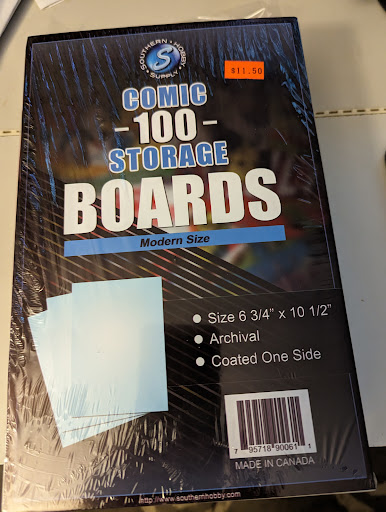 SOUTHERN • HOBBY
S
SUPPLY
$11.50
COMIC
-100-
STORAGE
BOARDS
Modern Size
• Size 6 3/4" x 10 1/2"
• Archival
• Coated One Side
7 95718 90061 1
MADE IN CANADA
http://www.southernhobby.com